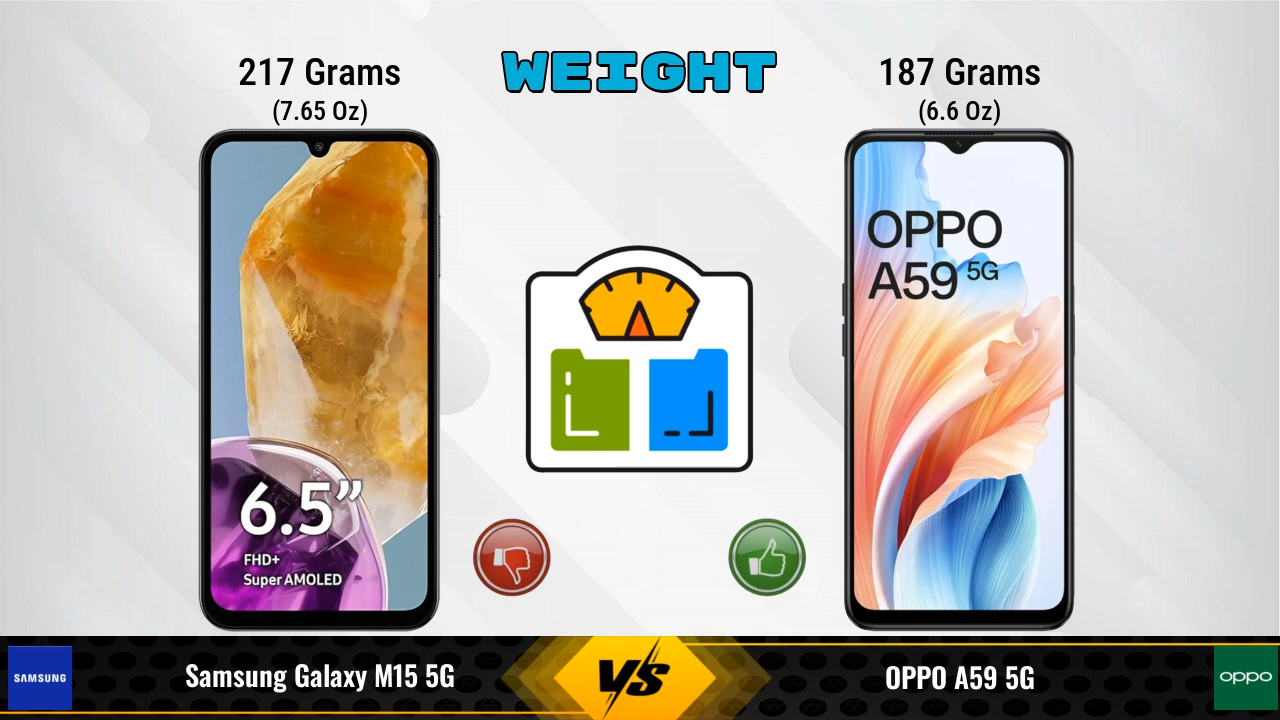 WEIGHT
217 Grams
(7.65 Oz)
187 Grams
(6.6 Oz)
OPPO
A59 5G
6.5”
FHD+
Super AMOLED
SAMSUNG
Samsung Galaxy M15 5G
VS
OPPO A59 5G
oppo